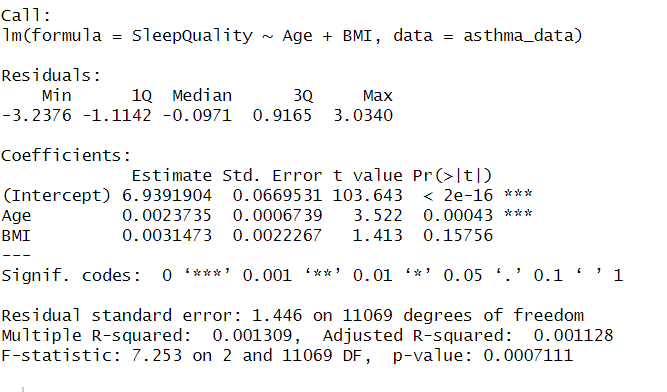 Call:
lm(formula = SleepQuality ~ Age + BMI, data = asthma_data)

Residuals:
    Min      1Q  Median      3Q     Max
-3.2376 -1.1142 -0.0971  0.9165  3.0340

Coefficients:
             Estimate Std. Error t value Pr(>|t|)
(Intercept) 6.9391904  0.0669531 103.643  < 2e-16 ***
Age         0.0023735  0.0006739   3.522  0.00043 ***
BMI         0.0031473  0.0022267   1.413  0.15756
---
Signif. codes:  0 ‘***’ 0.001 ‘**’ 0.01 ‘*’ 0.05 ‘.’ 0.1 ‘ ’ 1

Residual standard error: 1.446 on 11069 degrees of freedom
Multiple R-squared:  0.001309,	Adjusted R-squared:  0.001128
F-statistic: 7.253 on 2 and 11069 DF,  p-value: 0.0007111